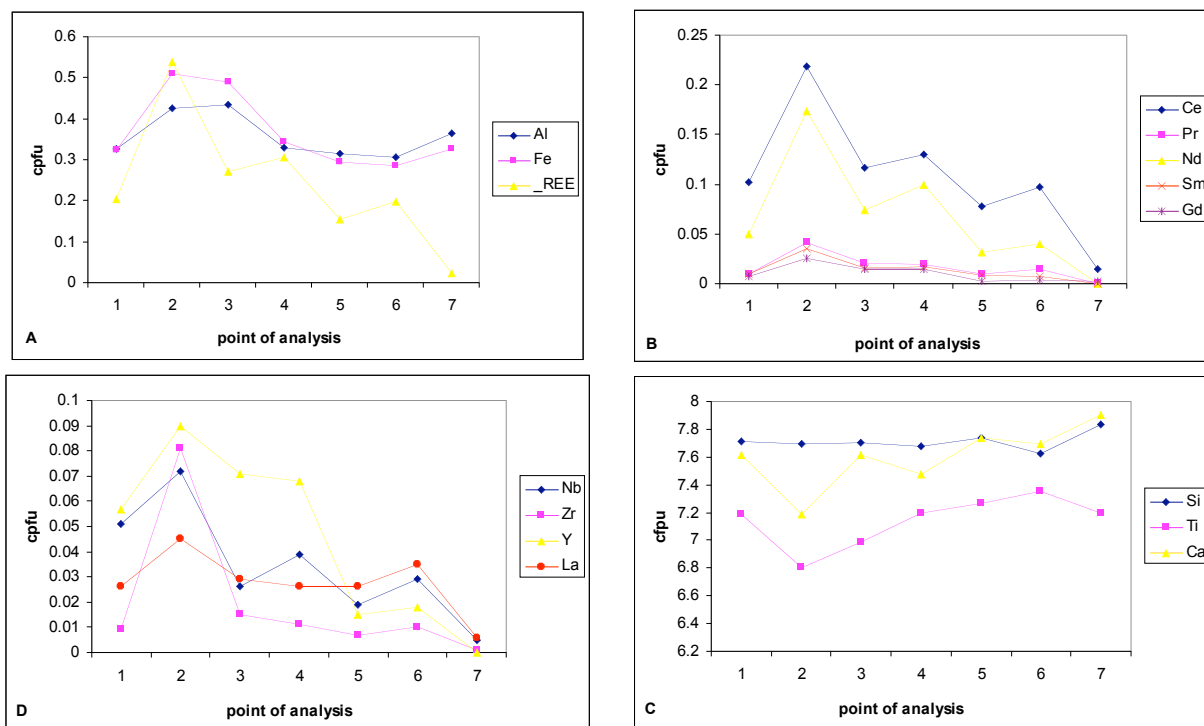 0.6
0.5
0.4
0.3
0.2
0.1
0
cpfu
1 2 3 4 5 6 7
point of analysis
A
Al
Fe
_REE
0.25
0.2
0.15
0.1
0.05
0
cpfu
1 2 3 4 5 6 7
point of analysis
B
Ce
Pr
Nd
Sm
Gd
0.1
0.09
0.08
0.07
0.06
0.05
0.04
0.03
0.02
0.01
0
cpfu
1 2 3 4 5 6 7
point of analysis
D
Nb
Zr
Y
La
8
7.8
7.6
7.4
7.2
7
6.8
6.6
6.4
6.2
cfpu
1 2 3 4 5 6 7
point of analysis
C
Si
Ti
Ca